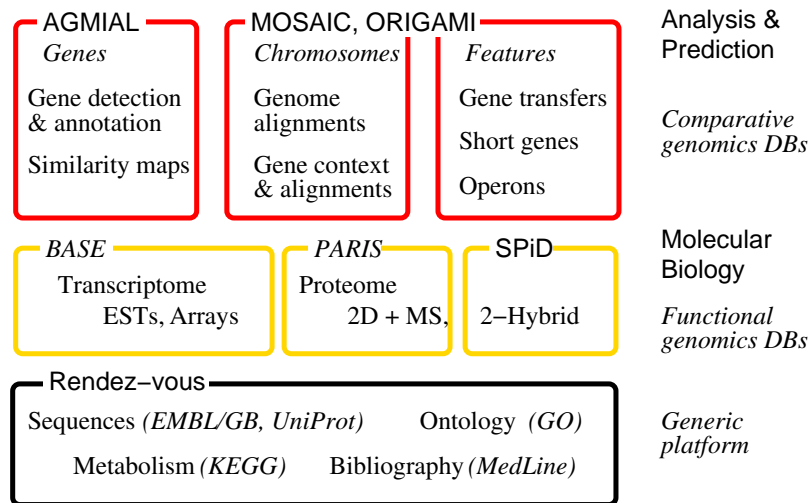 AGMIAL
MOSAIC, ORIGAMI
Analysis &
Prediction
Genes
Chromosomes
Features
Gene detection
& annotation
Similarity maps
Genome
alignments
Gene context
& alignments
Gene transfers
Short genes
Operons
Comparative
genomics DBs
BASE
PARIS
SPiD
Molecular
Biology
Transcriptome
ESTs, Arrays
Proteome
2D + MS,
2−Hybrid
Functional
genomics DBs
Rendez−vous
Sequences (EMBL/GB, UniProt)
Ontology (GO)
Metabolism (KEGG)
Bibliography (MedLine)
Generic
platform